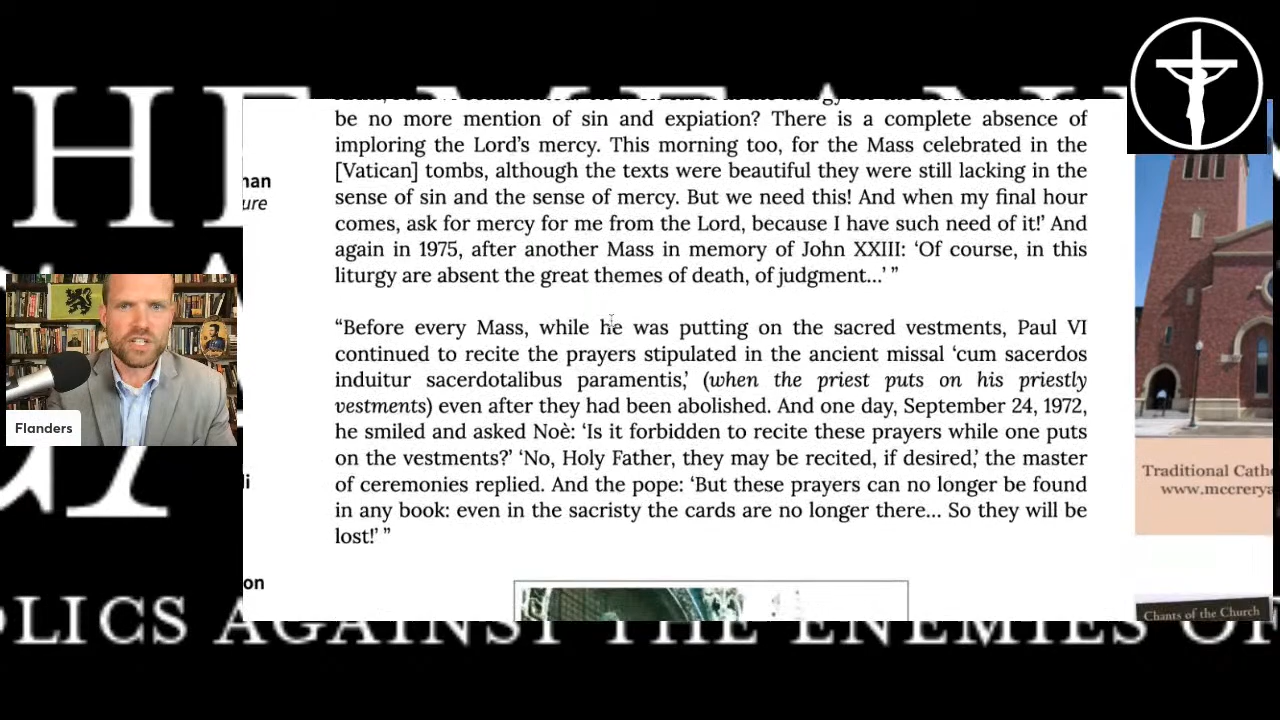 be no more mention of sin and expiation? There is a complete absence of
imploring the Lord’s mercy. This morning too, for the Mass celebrated in the
[Vatican] tombs, although the texts were beautiful they were still lacking in the
sense of sin and the sense of mercy. But we need this! And when my final hour
comes, ask for mercy for me from the Lord, because I have such need of it!’ And
again in 1975, after another Mass in memory of John XXIII: ‘Of course, in this
liturgy are absent the great themes of death, of judgment…’ ”
“Before every Mass, while he was putting on the sacred vestments, Paul VI
continued to recite the prayers stipulated in the ancient missal ‘cum sacerdos
induitur sacerdotalibus paramentis,’ (when the priest puts on his priestly
vestments) even after they had been abolished. And one day, September 24, 1972,
he smiled and asked Noè: ‘Is it forbidden to recite these prayers while one puts
on the vestments?’ ‘No, Holy Father, they may be recited, if desired,’ the master
of ceremonies replied. And the pope: ‘But these prayers can no longer be found
in any book: even in the sacristy the cards are no longer there… So they will be
lost!’ ”
Flanders
Traditional Cath
www.mccrerya
Chants of the Church
OLICS AGAINST THE ENEMIES OF